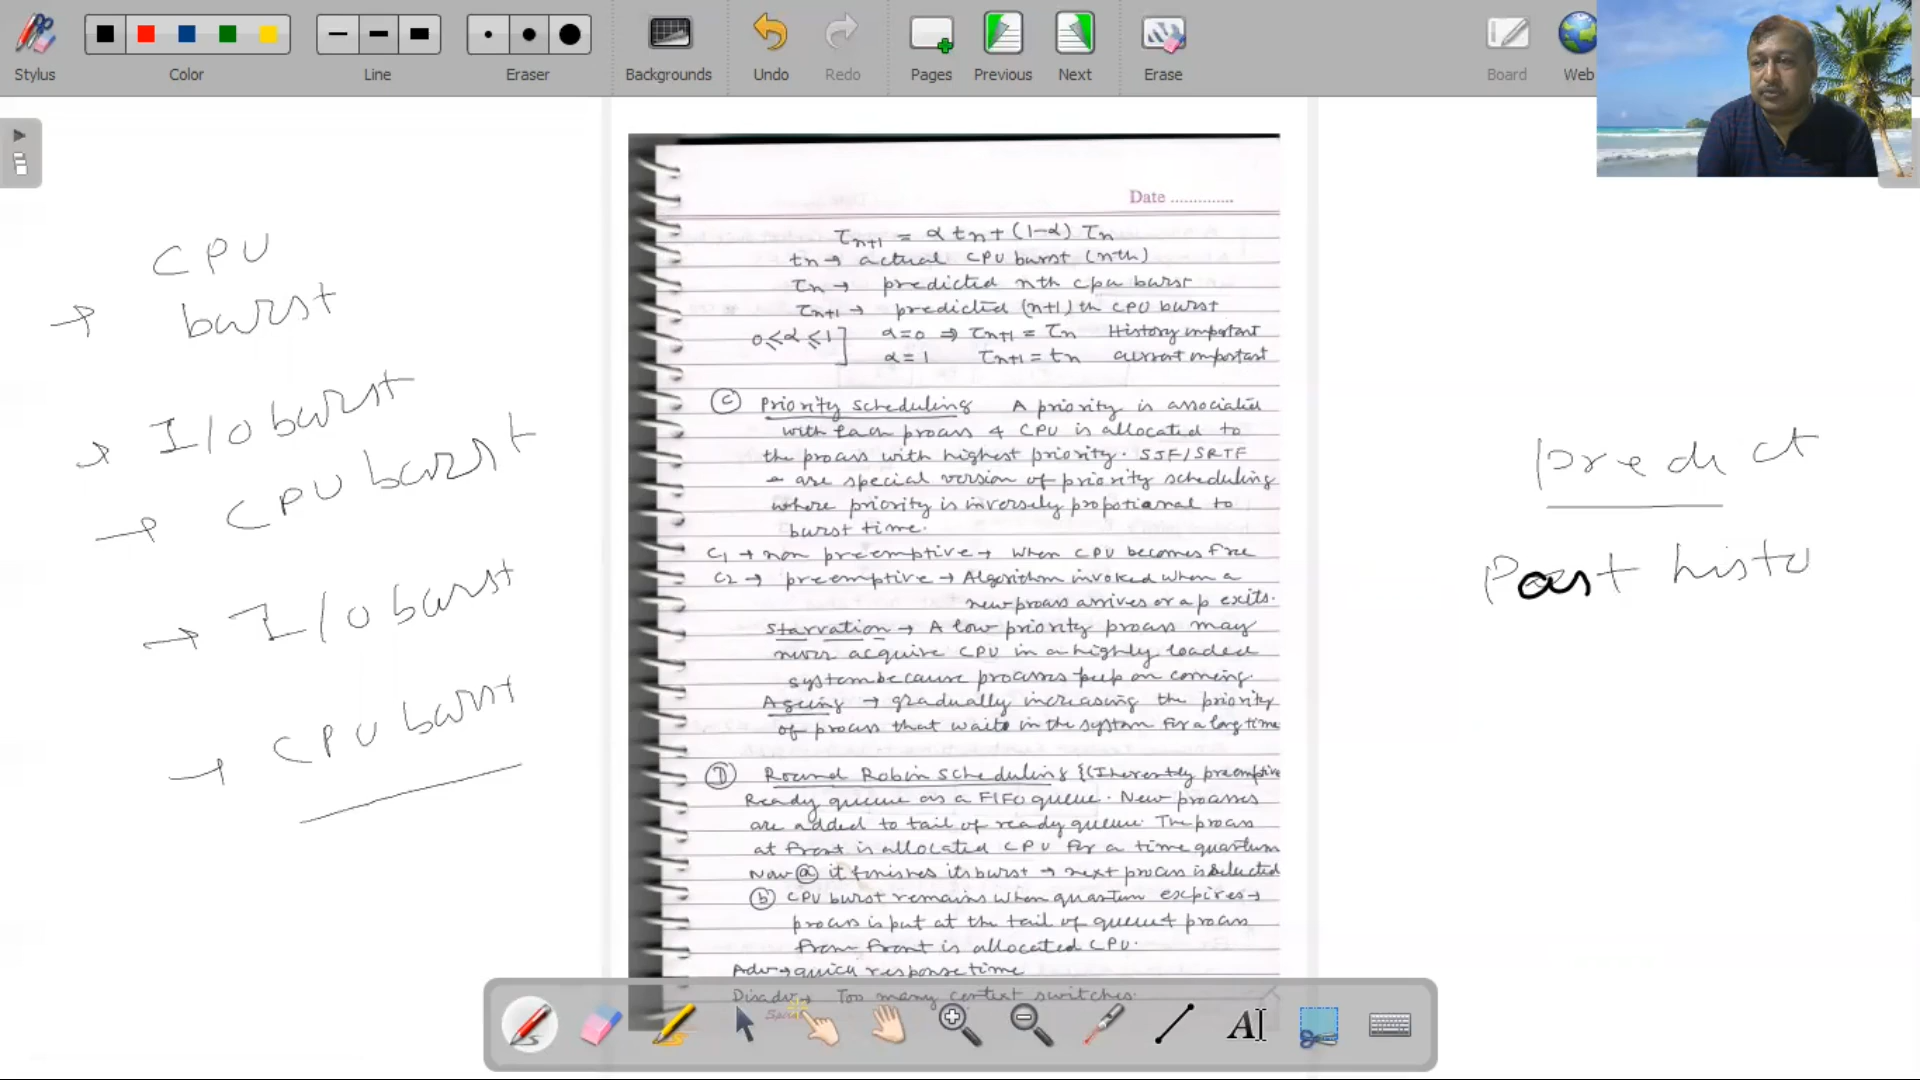 Stylus
Color
Line
Eraser
Backgrounds
Undo
Redo
Pages
Previous
Next
Erase
Board
Web
CPU
→ burst
→ I/o burst
→ CPU burst
→ I/o burst
→ CPU burst
Date ..............
τn+1 = α tn + (1-α) τn
tn → actual CPU burst (nth)
τn → predicted nth cpu burst
τn+1 → predicted (n+1)th CPU burst
0≤α≤1] α=0 ⇒ τn+1 = τn History important
α=1 τn+1 = tn current important
(C) Priority Scheduling A priority is associated
with each process & CPU is allocated to
the process with highest priority. SJF/SRTF
are special version of priority scheduling
where priority is inversely propotional to
burst time.
C1 → non preemptive → when CPU becomes free
C2 → preemptive → Algorithm invoked when a
new process arrives or a p exits.
Starvation → A low priority process may
never acquire CPU in a highly loaded
system because processes keep on coming.
Ageing → gradually increasing the priority
of process that waits in the system for a long time
(D) Round Robin Scheduling {(Inherently preemptive
Ready queue as a FIFO queue. New processes
are added to tail of ready queue. The process
at front is allocated CPU for a time quantum
Now (a) it finishes its burst → next process is selected
(b) CPU burst remains when quantum expires →
process is put at the tail of queue & process
from front is allocated CPU.
Adv → quick response time
Disadv → Too many context switches.
predict
Past histo